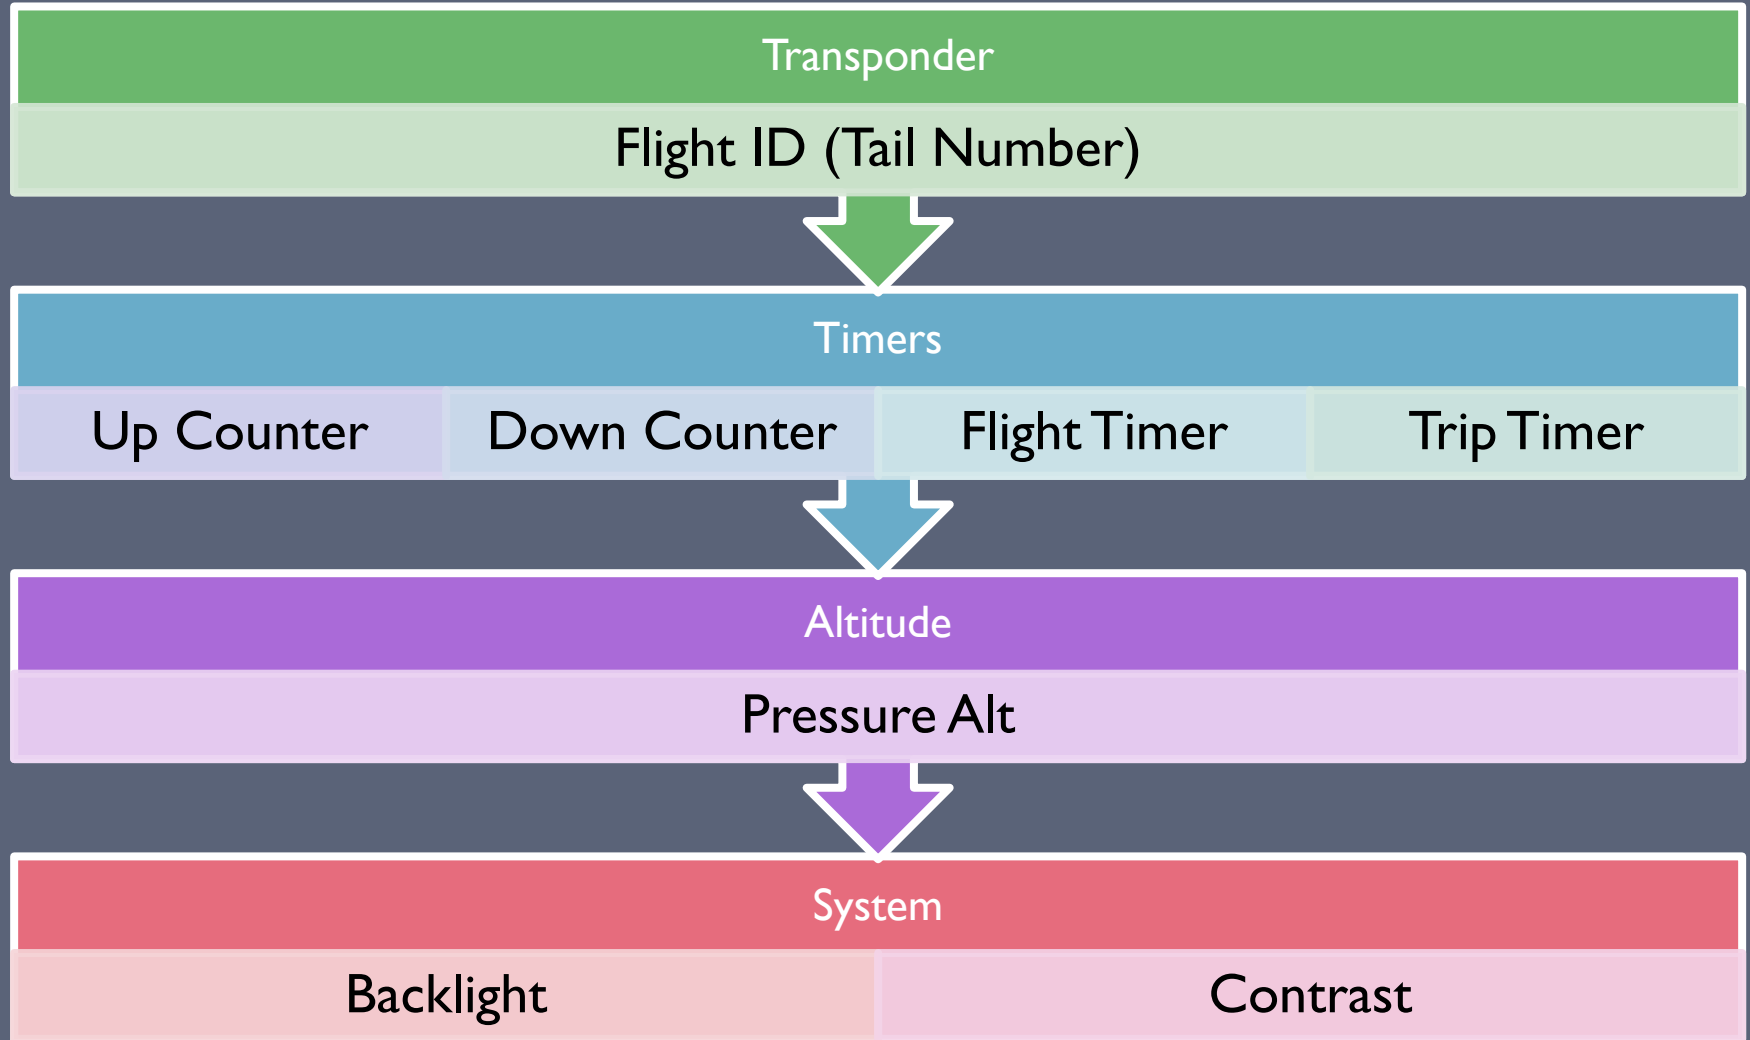 Transponder
Flight ID (Tail Number)
Timers
Up Counter Down Counter Flight Timer Trip Timer
Altitude
Pressure Alt
System
Backlight Contrast